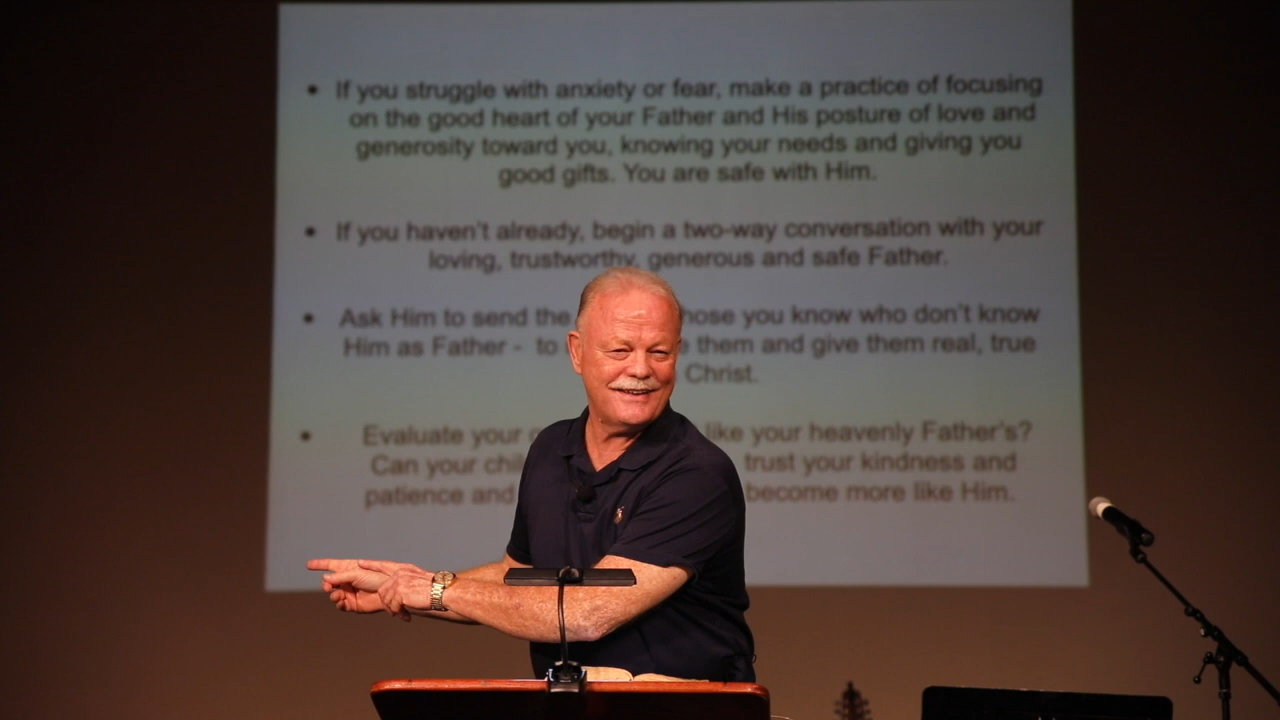 • If you struggle with anxiety or fear, make a practice of focusing
on the good heart of your Father and His posture of love and
generosity toward you, knowing your needs and giving you
good gifts. You are safe with Him.
• If you haven't already, begin a two-way conversation with your
loving, trustworthy, generous and safe Father.
• Ask Him to send the hose you know who don't know
Him as Father - to them and give them real, true
Christ.
• Evaluate your like your heavenly Father's?
Can your trust your kindness and
patience and become more like Him.